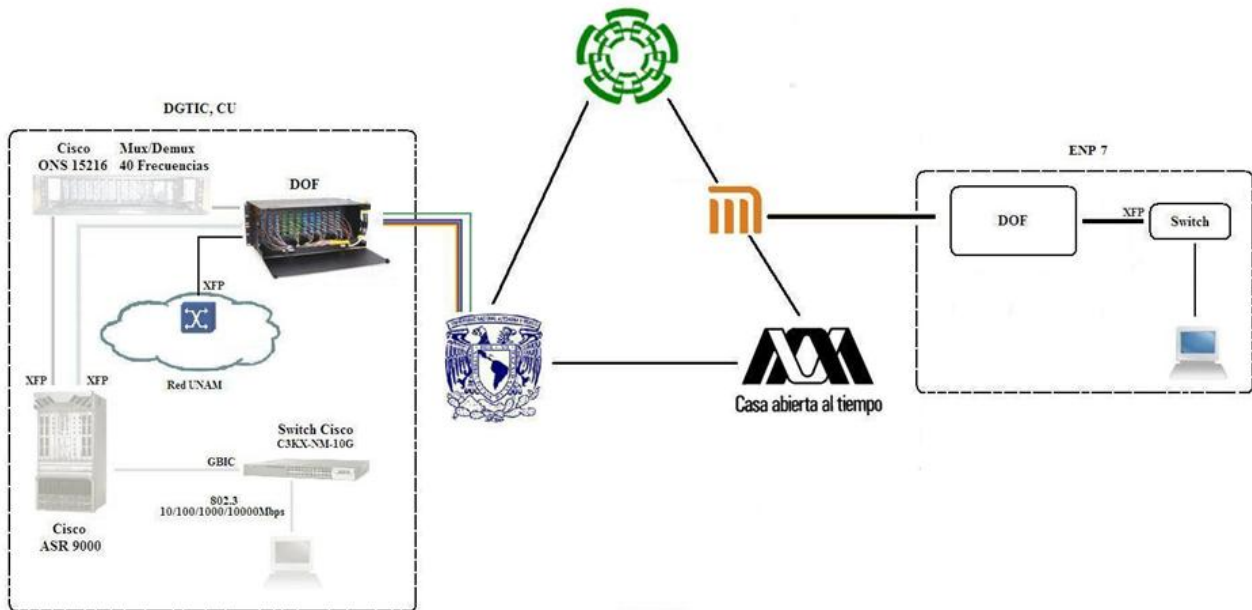 DGTIC, CU
Cisco
ONS 15216
Mux/Demux
40 Frecuencias
DOF
XFP
Red UNAM
XFP
XFP
Cisco
ASR 9000
GBIC
Switch Cisco
C3KX-NM-10G
802.3
10/100/1000/10000Mbps
Casa abierta al tiempo
ENP 7
DOF
XFP
Switch